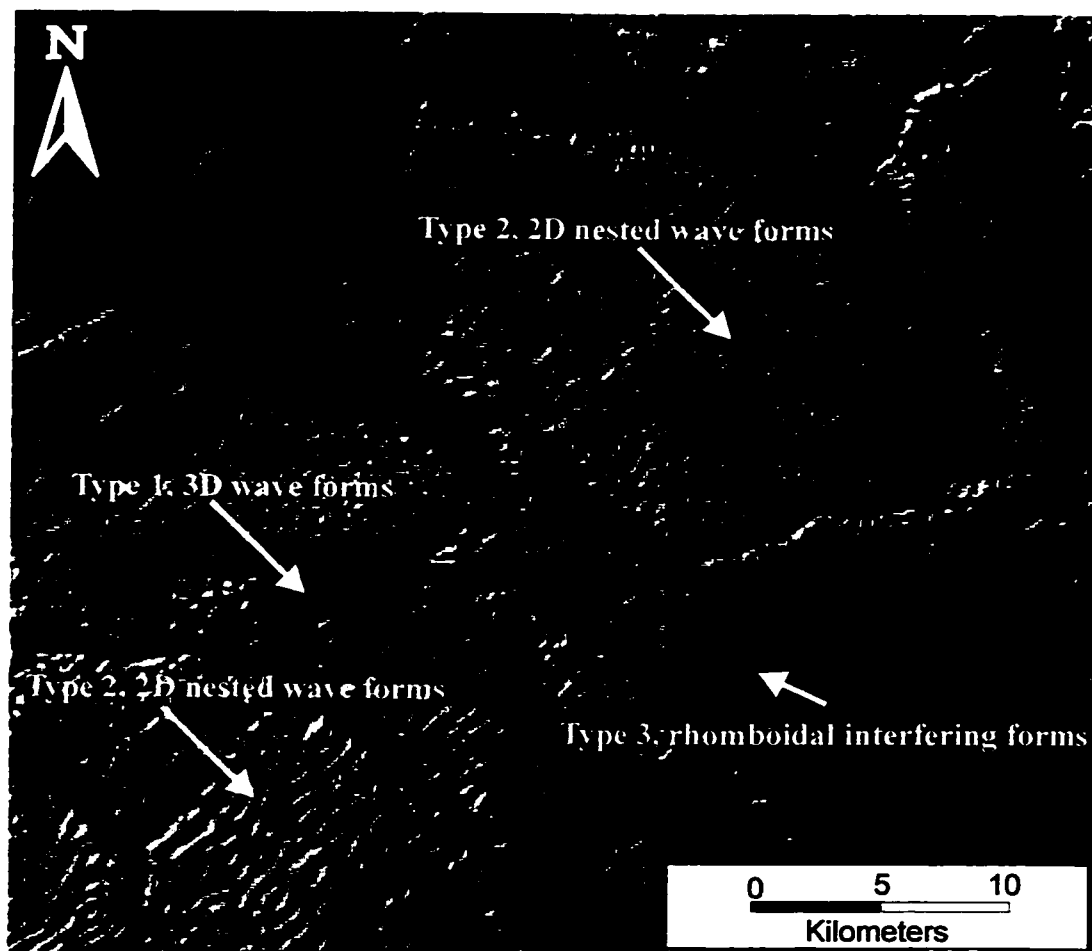 N
Type 2, 2D nested wave forms
Type 1, 3D wave forms
Type 2, 2D nested wave forms
Type 3, rhomboidal interfering forms
0 5 10
Kilometers